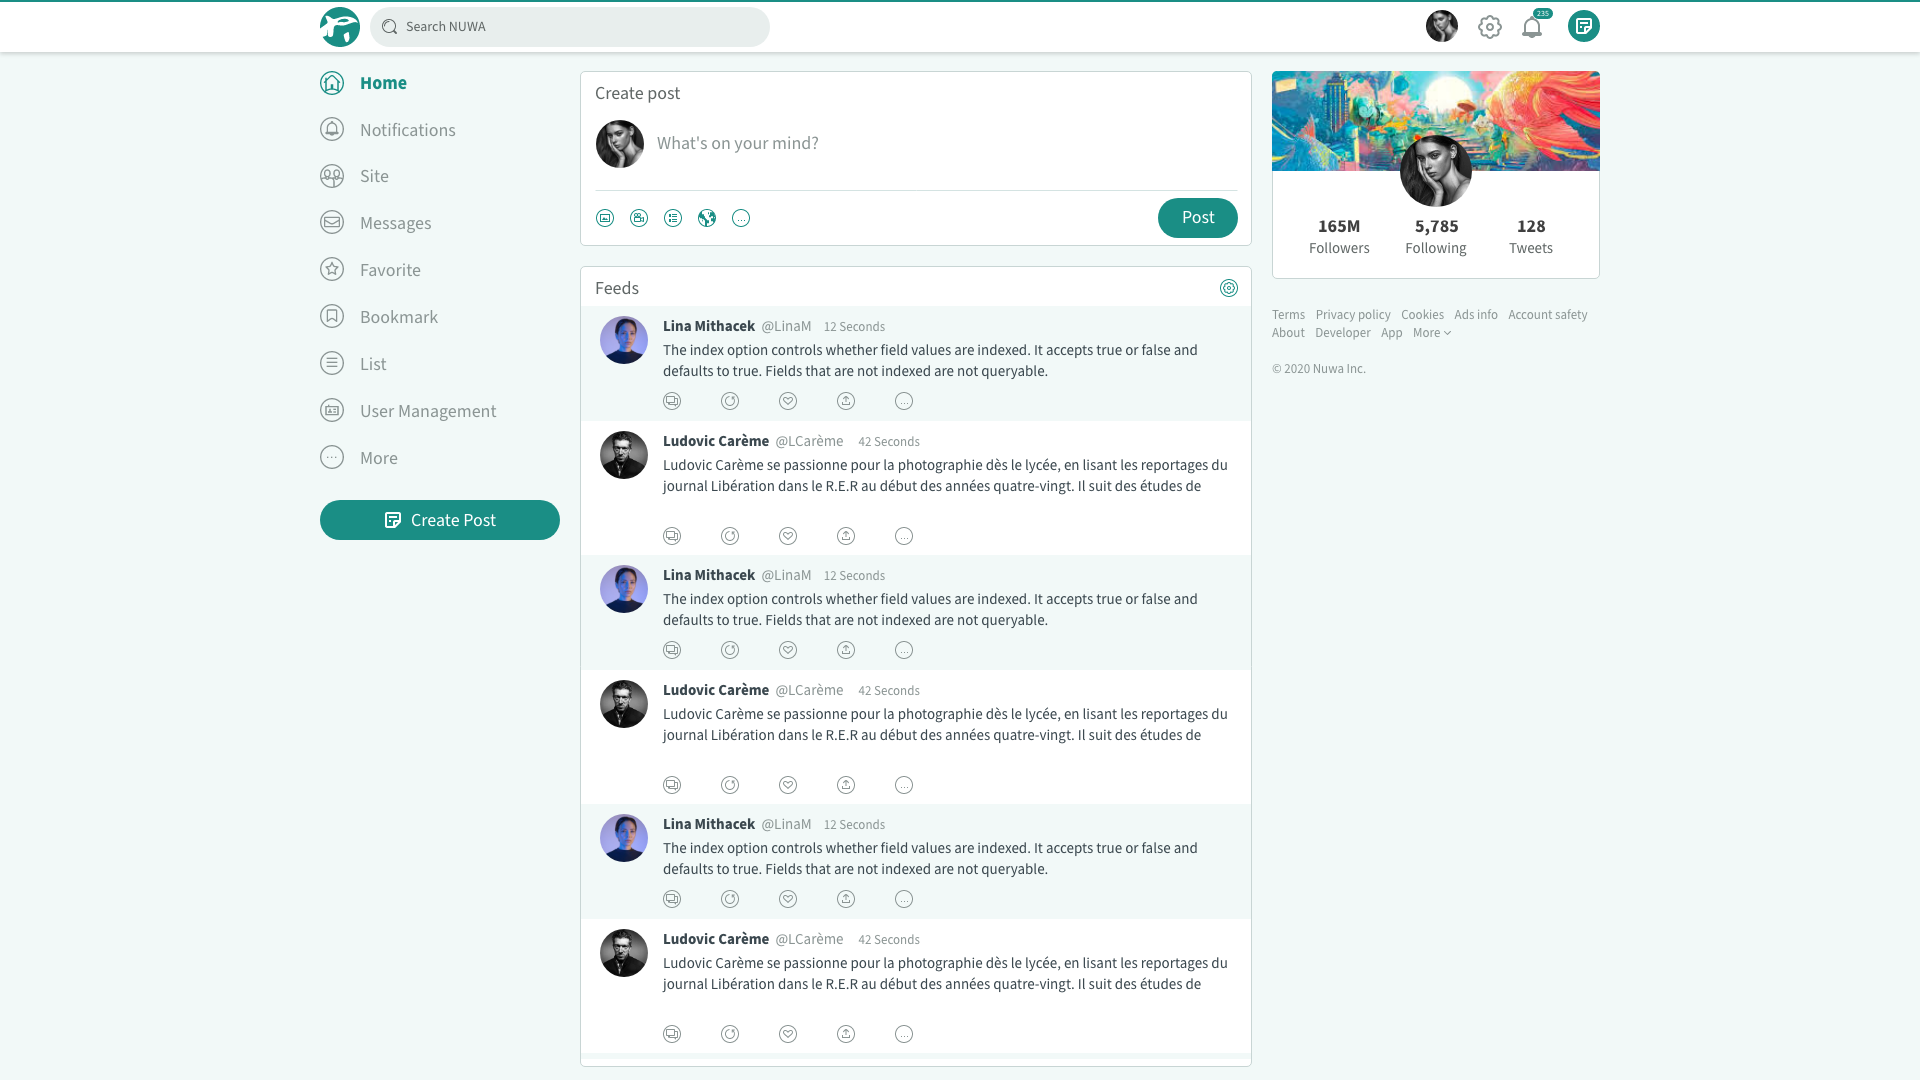 Search NUWA
235
Home
Notifications
Site
Messages
Favorite
Bookmark
List
User Management
More
Create Post
Create post
What's on your mind?
Post
Feeds
Lina Mithacek @LinaM 12 Seconds
The index option controls whether field values are indexed. It accepts true or false and
defaults to true. Fields that are not indexed are not queryable.
Ludovic Carème @LCarème 42 Seconds
Ludovic Carème se passionne pour la photographie dès le lycée, en lisant les reportages du
journal Libération dans le R.E.R au début des années quatre-vingt. Il suit des études de
Lina Mithacek @LinaM 12 Seconds
The index option controls whether field values are indexed. It accepts true or false and
defaults to true. Fields that are not indexed are not queryable.
Ludovic Carème @LCarème 42 Seconds
Ludovic Carème se passionne pour la photographie dès le lycée, en lisant les reportages du
journal Libération dans le R.E.R au début des années quatre-vingt. Il suit des études de
Lina Mithacek @LinaM 12 Seconds
The index option controls whether field values are indexed. It accepts true or false and
defaults to true. Fields that are not indexed are not queryable.
Ludovic Carème @LCarème 42 Seconds
Ludovic Carème se passionne pour la photographie dès le lycée, en lisant les reportages du
journal Libération dans le R.E.R au début des années quatre-vingt. Il suit des études de
165M 5,785 128
Followers Following Tweets
Terms Privacy policy Cookies Ads info Account safety
About Developer App More
© 2020 Nuwa Inc.